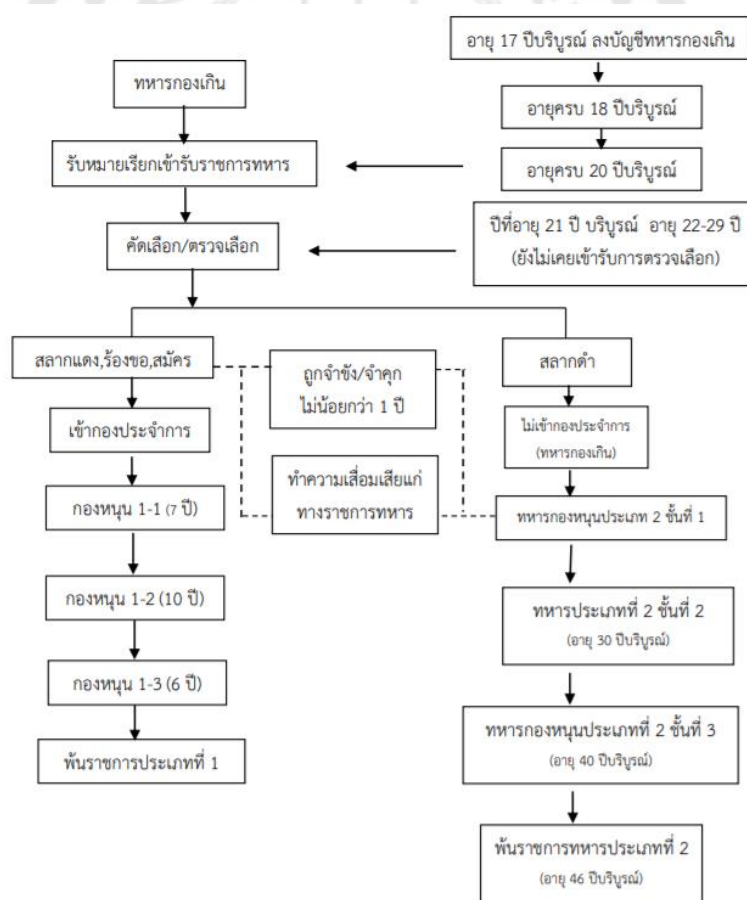 อายุ 17 ปีบริบูรณ์ ลงบัญชีทหารกองเกิน
ทหารกองเกิน
อายุครบ 18 ปีบริบูรณ์
รับหมายเรียกเข้ารับราชการทหาร
อายุครบ 20 ปีบริบูรณ์
คัดเลือก/ตรวจเลือก
ปีที่อายุ 21 ปี บริบูรณ์ อายุ 22-29 ปี
(ยังไม่เคยเข้ารับการตรวจเลือก)
สลากแดง,ร้องขอ,สมัคร
ถูกจำขัง/จำคุก
ไม่น้อยกว่า 1 ปี
สลากดำ
เข้ากองประจำการ
ไม่เข้ากองประจำการ
(ทหารกองเกิน)
ทำความเสื่อมเสียแก่
ทางราชการทหาร
กองหนุน 1-1 (7 ปี)
ทหารกองหนุนประเภท 2 ชั้นที่ 1
กองหนุน 1-2 (10 ปี)
ทหารประเภทที่ 2 ชั้นที่ 2
(อายุ 30 ปีบริบูรณ์)
กองหนุน 1-3 (6 ปี)
ทหารกองหนุนประเภทที่ 2 ชั้นที่ 3
(อายุ 40 ปีบริบูรณ์)
พ้นราชการประเภทที่ 1
พ้นราชการทหารประเภทที่ 2
(อายุ 46 ปีบริบูรณ์)